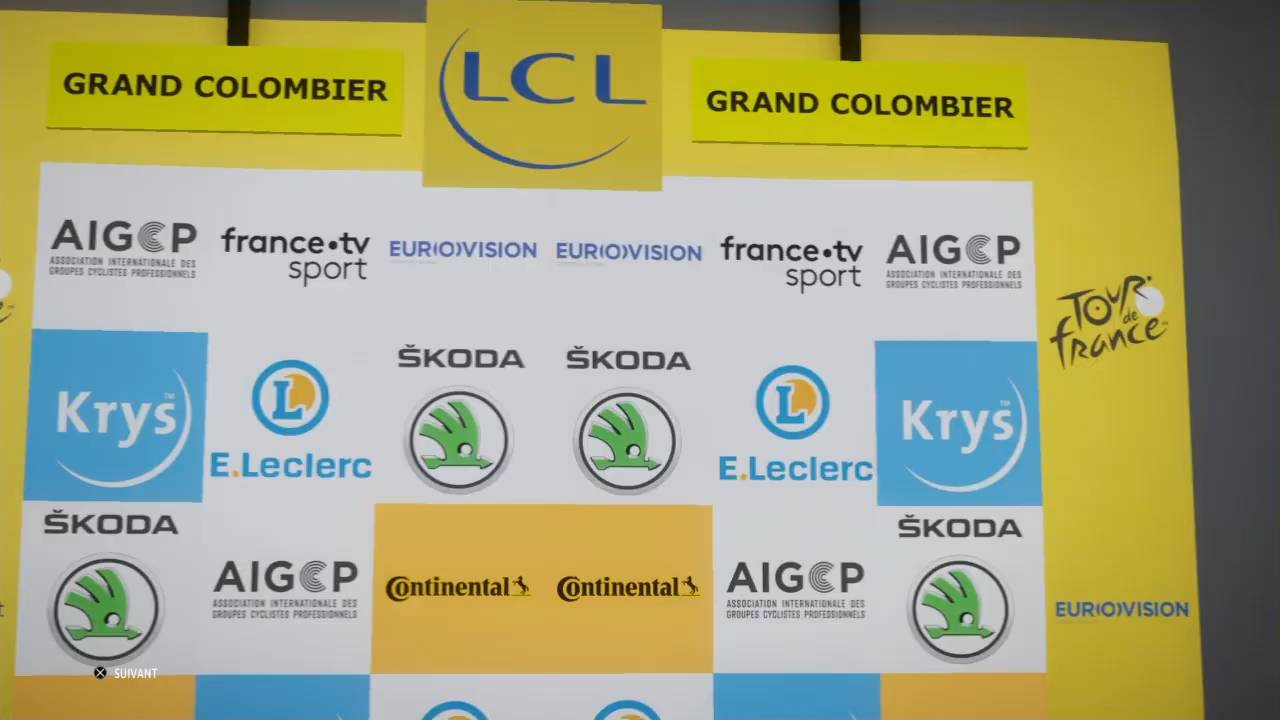 LCL
GRAND COLOMBIER
GRAND COLOMBIER
AIGCP
ASSOCIATION INTERNATIONALE DES
GROUPES CYCLISTES PROFESSIONNELS
france•tv
sport
EUROVISION
EUROVISION
france•tv
sport
AIGCP
ASSOCIATION INTERNATIONALE DES
GROUPES CYCLISTES PROFESSIONNELS
TOUR
de
france
Krys
E.Leclerc
ŠKODA
ŠKODA
E.Leclerc
Krys
ŠKODA
AIGCP
ASSOCIATION INTERNATIONALE DES
GROUPES CYCLISTES PROFESSIONNELS
Continental
Continental
AIGCP
ASSOCIATION INTERNATIONALE DES
GROUPES CYCLISTES PROFESSIONNELS
ŠKODA
EUROVISION
SUIVANT